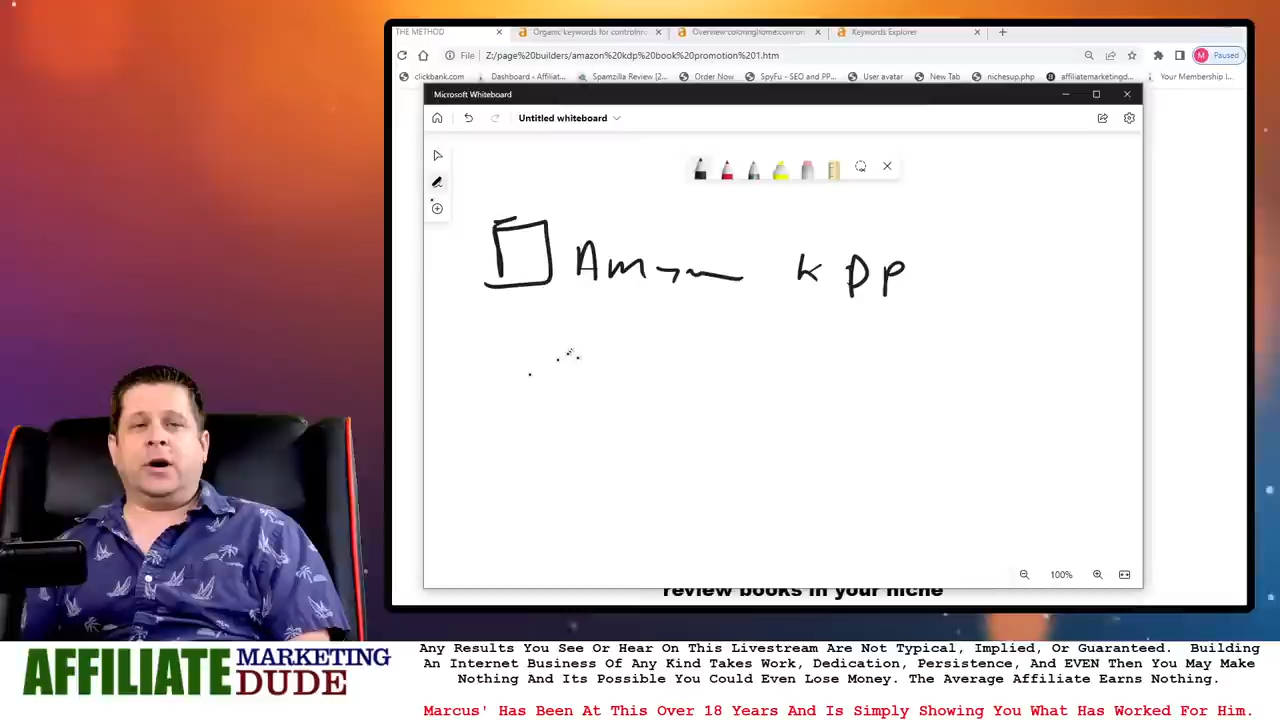 THE METHOD
Organic keywords for controlrir
Overview: coloringhome.com on
Keywords Explorer
File
Z:/page%20builders/amazon%20kdp%20book%20promotion%201.htm
Paused
clickbank.com
Dashboard - Affiliat...
Spamzilla Review [2...
Order Now
SpyFu - SEO and PP...
User avatar
New Tab
nichesup.php
affiliatemarketingd...
Your Membership I...
Microsoft Whiteboard
Untitled whiteboard
Amazon KDP
100%
review books in your niche
AFFILIATE MARKETING DUDE
Any Results You See Or Hear On This Livestream Are Not Typical, Implied, Or Guaranteed. Building
An Internet Business Of Any Kind Takes Work, Dedication, Persistence, And EVEN Then You May Make
Nothing And Its Possible You Could Even Lose Money. The Average Affiliate Earns Nothing.
Marcus' Has Been At This Over 18 Years And Is Simply Showing You What Has Worked For Him.